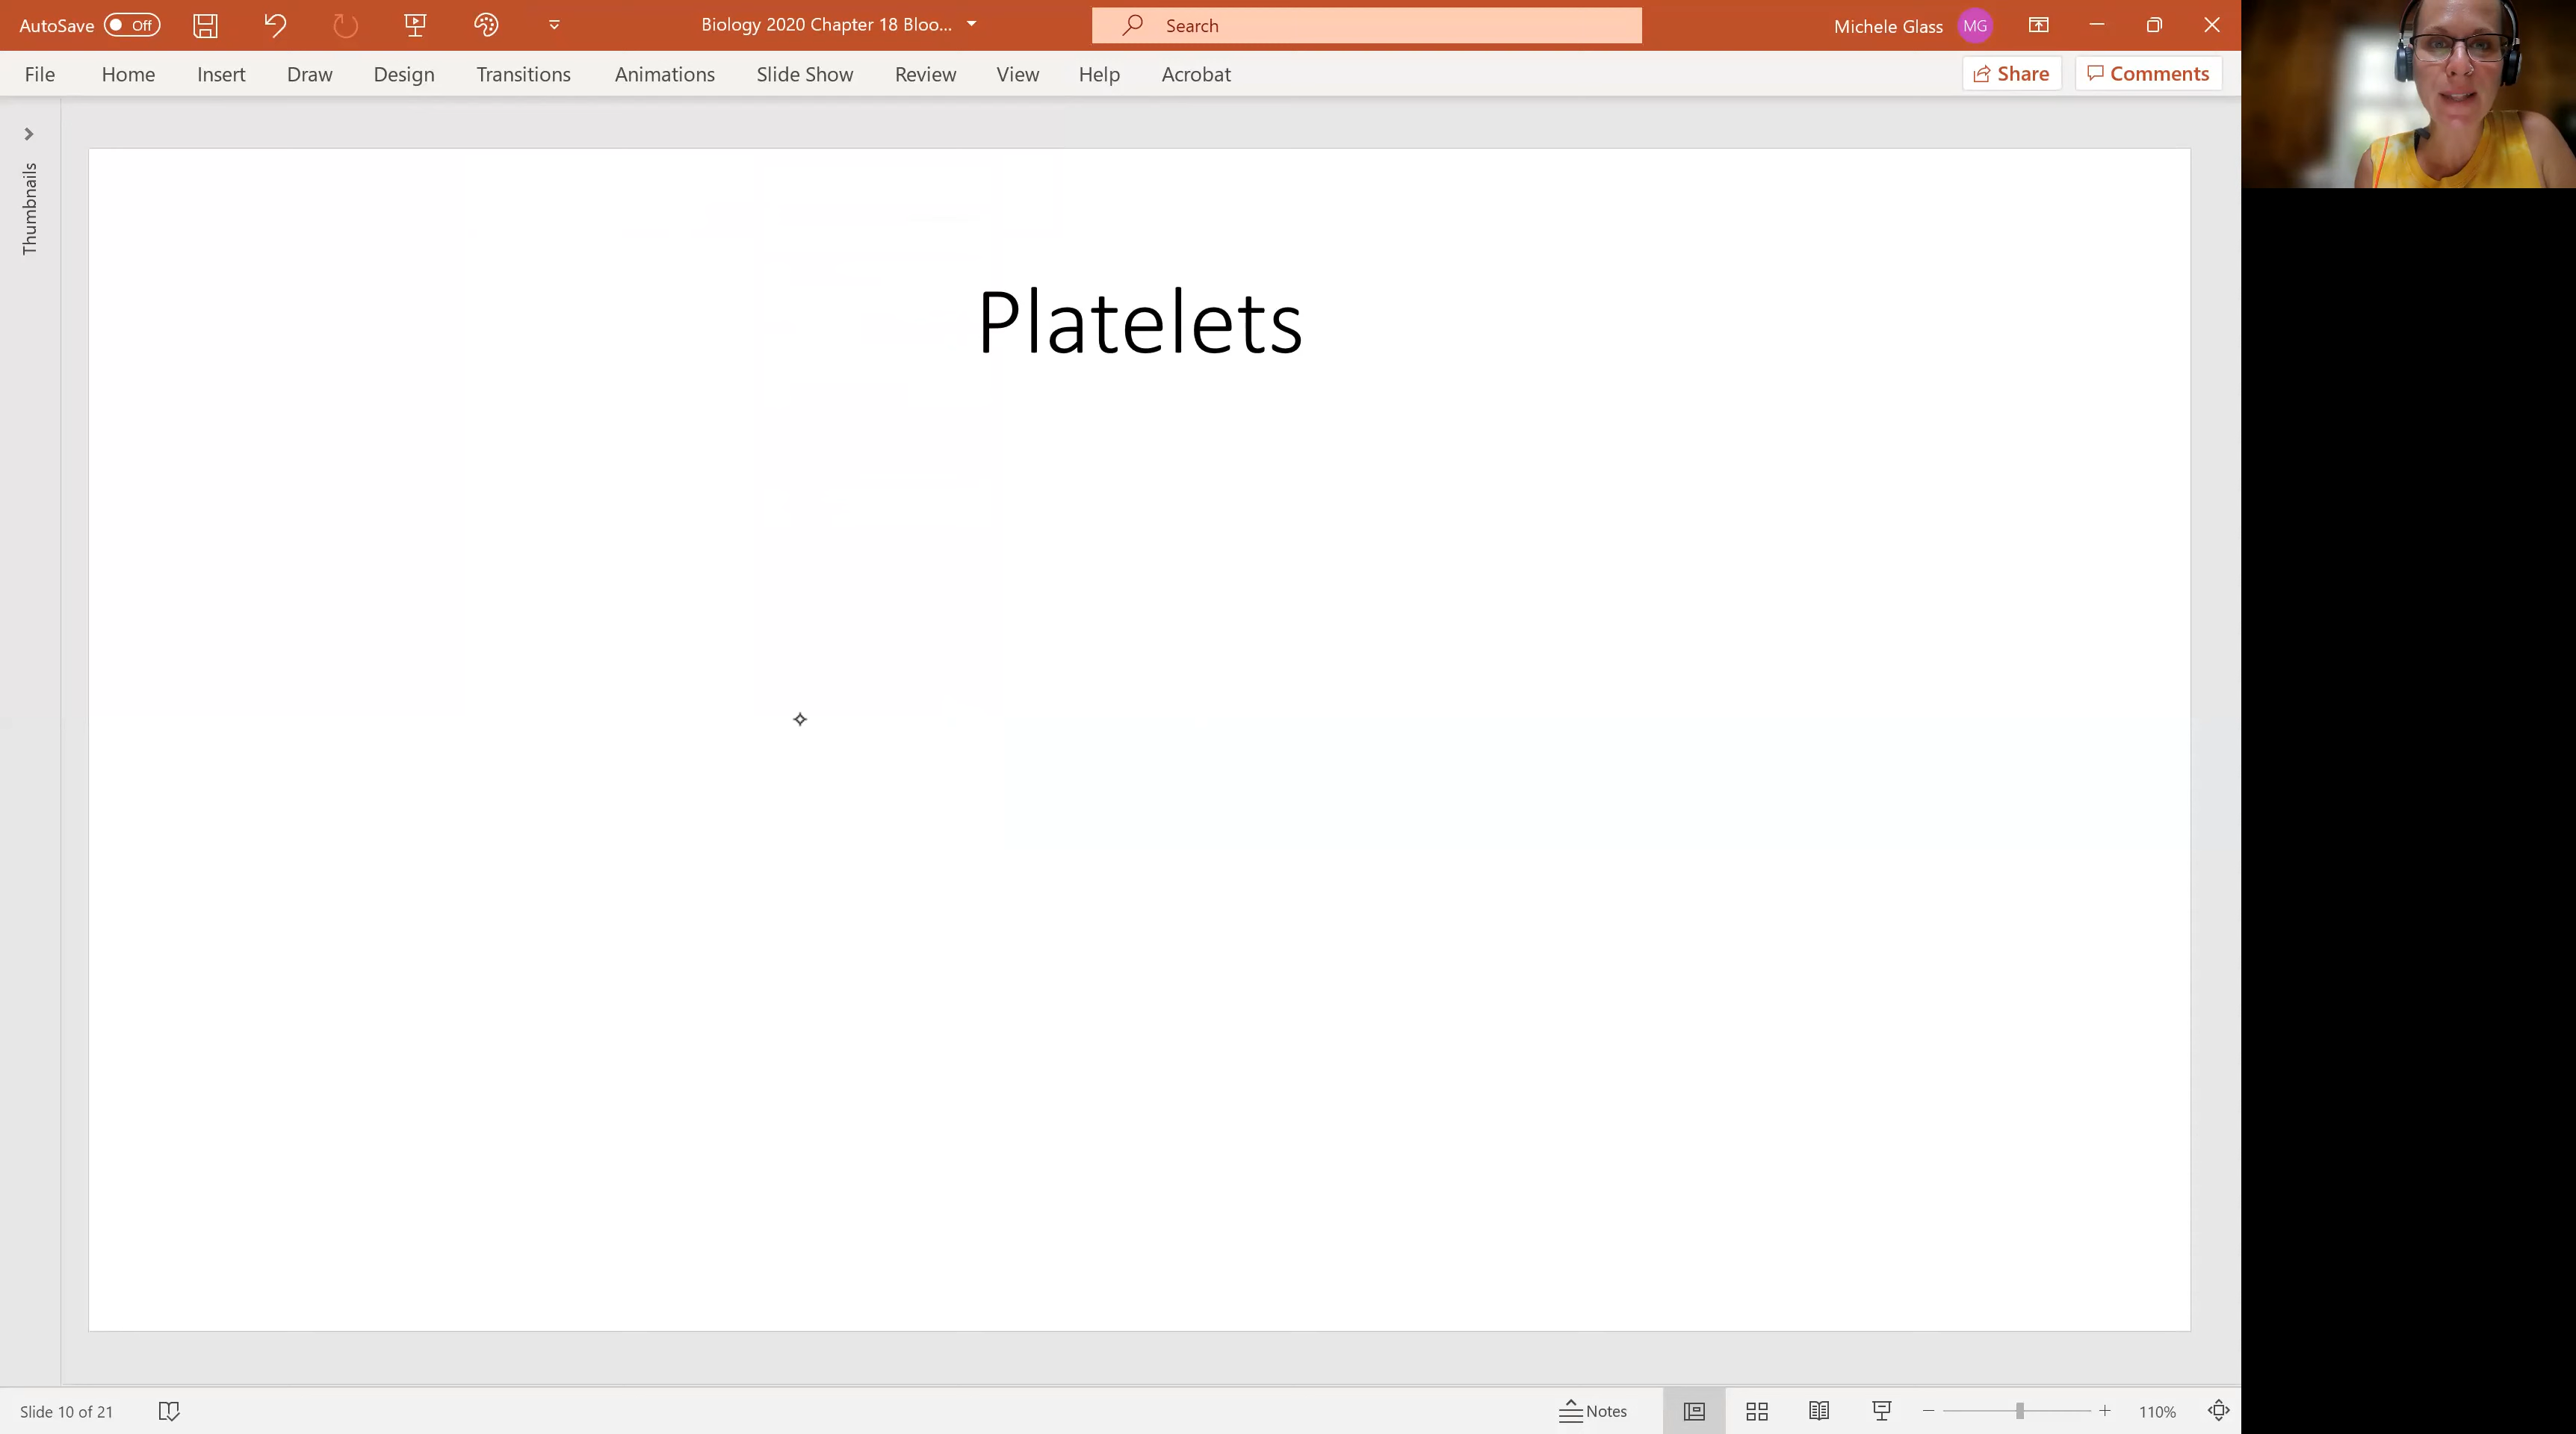 AutoSave Off
Biology 2020 Chapter 18 Bloo...
Search
Michele Glass MG
File Home Insert Draw Design Transitions Animations Slide Show Review View Help Acrobat
Share Comments
Thumbnails
Platelets
Slide 10 of 21
Notes
110%